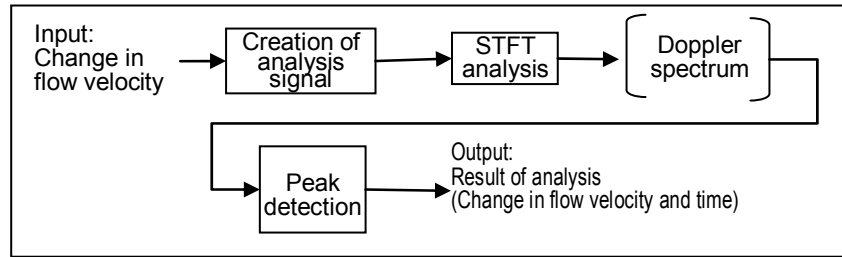 Input:
Change in
flow velocity
Creation of
analysis
signal
STFT
analysis
Doppler
spectrum
Peak
detection
Output:
Result of analysis
(Change in flow velocity and time)